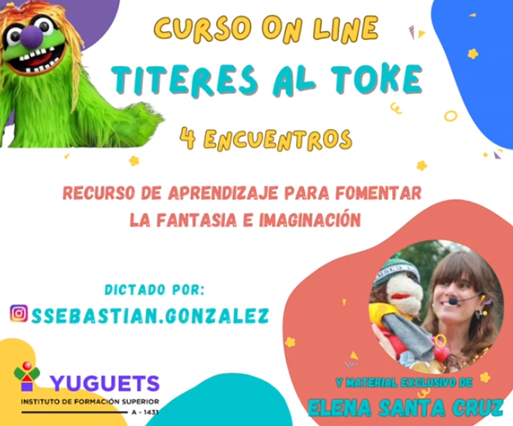 CURSO ON LINE
TITERES AL TOKE
4 ENCUENTROS
RECURSO DE APRENDIZAJE PARA FOMENTAR
LA FANTASIA E IMAGINACIÓN
DICTADO POR:
SSEBASTIAN.GONZALEZ
Y MATERIAL EXCLUSIVO DE
ELENA SANTA CRUZ
YUGUETS
INSTITUTO DE FORMACIÓN SUPERIOR
A - 1431